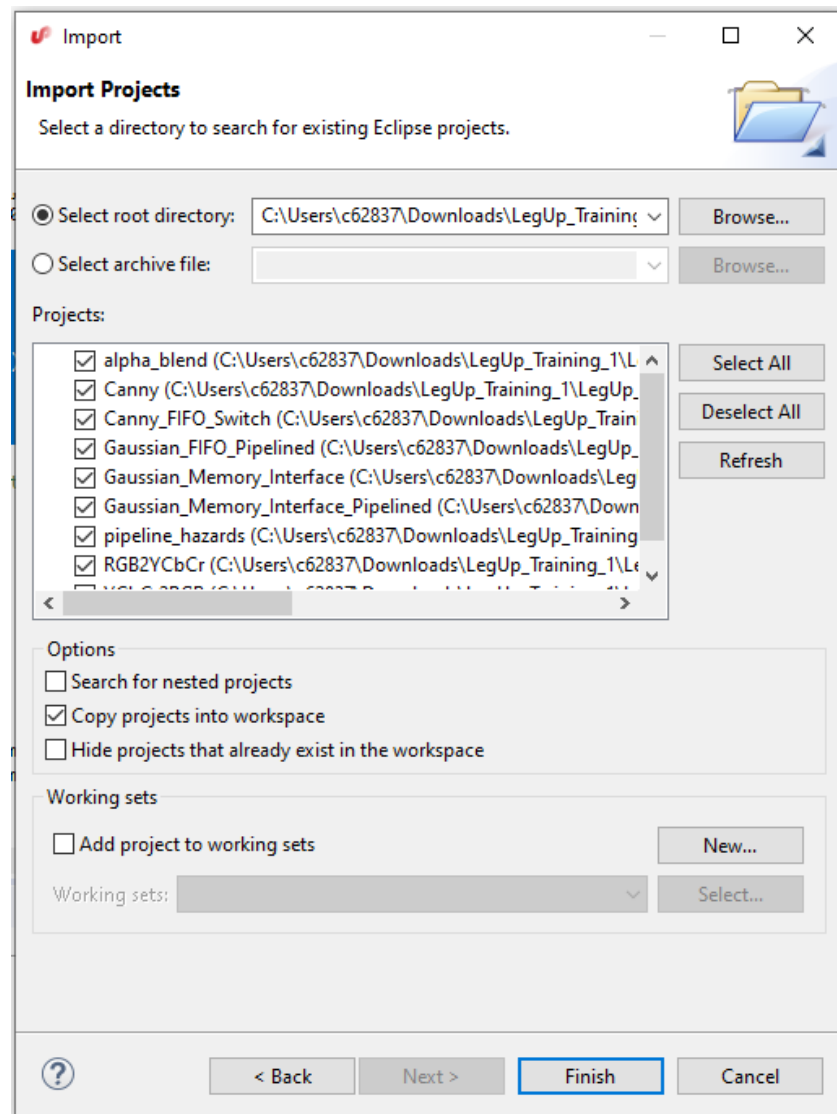 Import
Import Projects
Select a directory to search for existing Eclipse projects.
Select root directory: C:\Users\c62837\Downloads\LegUp_Training Browse...
Select archive file: Browse...
Projects:
alpha_blend (C:\Users\c62837\Downloads\LegUp_Training_1\L
Canny (C:\Users\c62837\Downloads\LegUp_Training_1\LegUp_
Canny_FIFO_Switch (C:\Users\c62837\Downloads\LegUp_Train
Gaussian_FIFO_Pipelined (C:\Users\c62837\Downloads\LegUp_
Gaussian_Memory_Interface (C:\Users\c62837\Downloads\Leg
Gaussian_Memory_Interface_Pipelined (C:\Users\c62837\Down
pipeline_hazards (C:\Users\c62837\Downloads\LegUp_Training
RGB2YCbCr (C:\Users\c62837\Downloads\LegUp_Training_1\Le
Select All
Deselect All
Refresh
Options
Search for nested projects
Copy projects into workspace
Hide projects that already exist in the workspace
Working sets
Add project to working sets New...
Working sets: Select...
? < Back Next > Finish Cancel